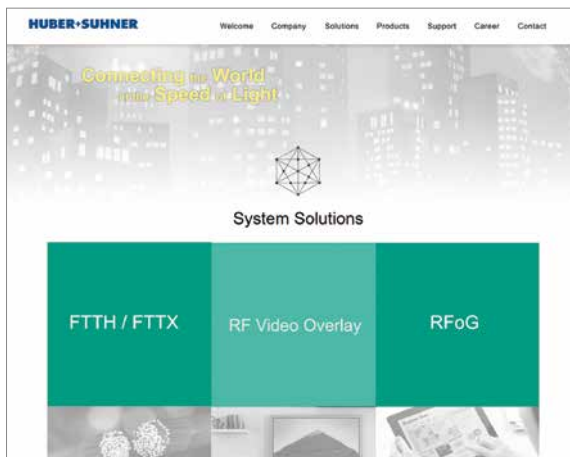 HUBER+SUHNER
Welcome Company Solutions Products Support Career Contact
Connecting the World
at the Speed of Light
System Solutions
FTTH / FTTX
RF Video Overlay
RFoG